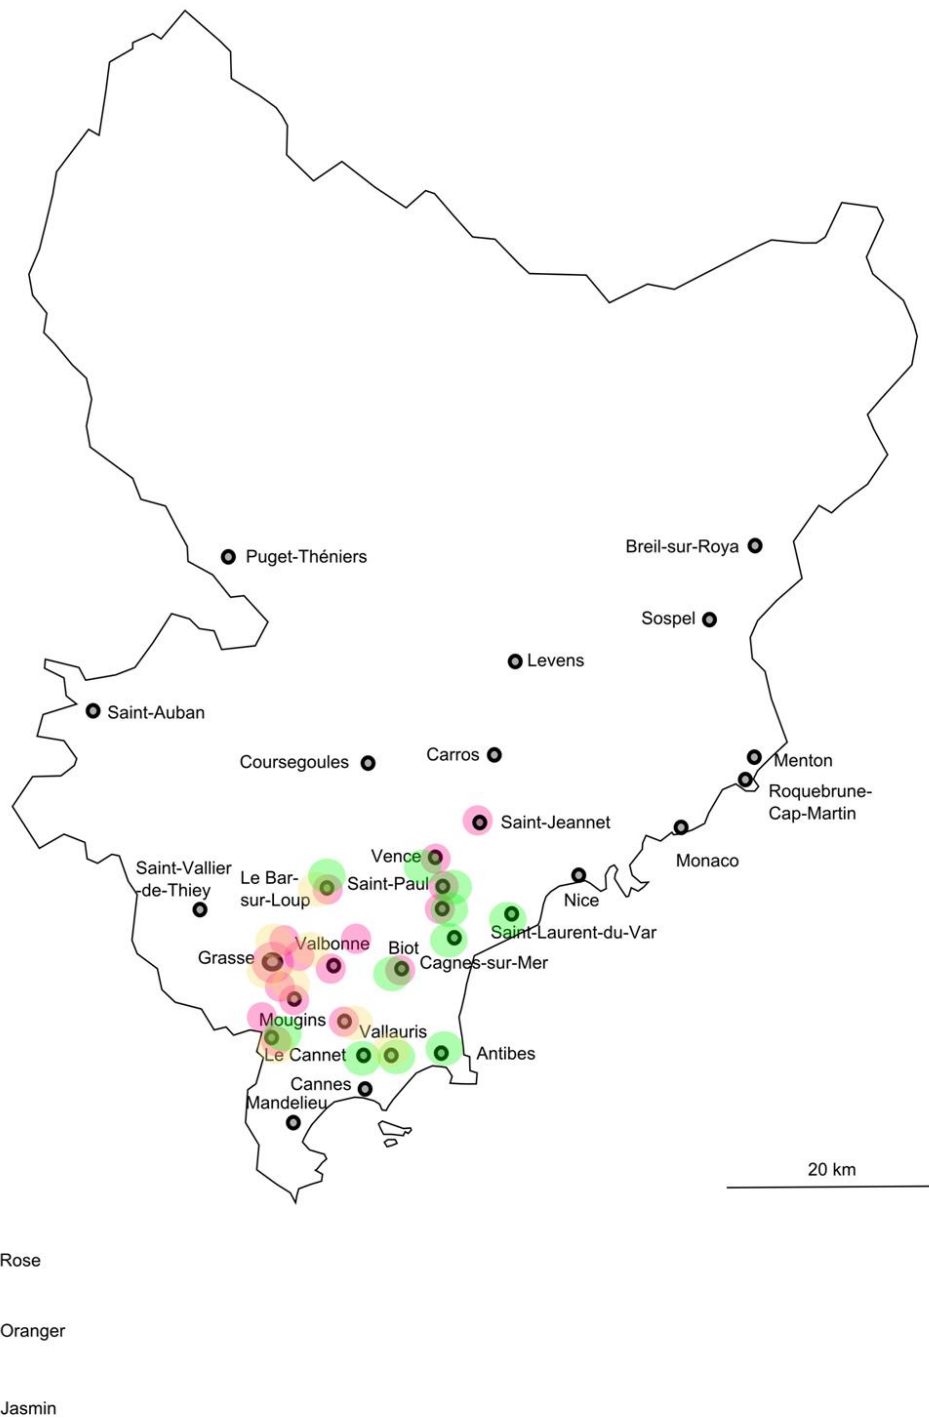 Puget-Théniers
Breil-sur-Roya
Sospel
Levens
Saint-Auban
Coursegoules
Carros
Menton
Roquebrune-
Cap-Martin
Saint-Jeannet
Monaco
Vence
Saint-Vallier
-de-Thiey
Le Bar-
sur-Loup
Saint-Paul
Nice
Saint-Laurent-du-Var
Valbonne
Biot
Grasse
Cagnes-sur-Mer
Mougins
Vallauris
Le Cannet
Antibes
Cannes
Mandelieu
20 km
Rose
Oranger
Jasmin